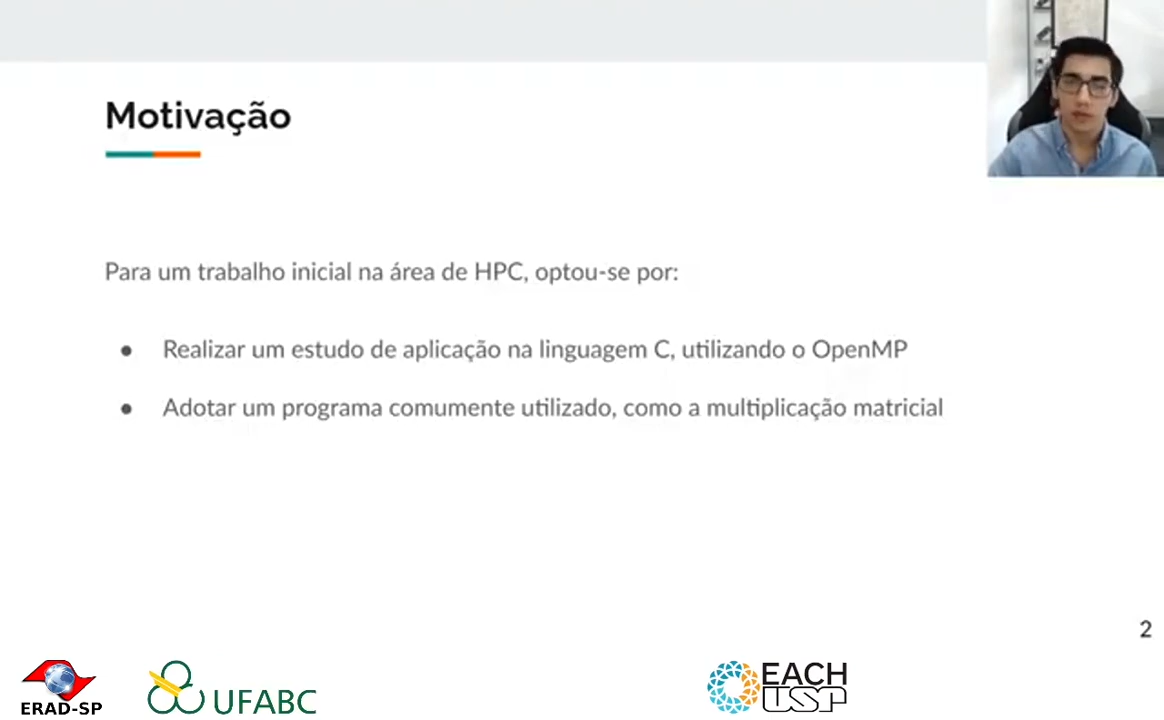 Motivação
Para um trabalho inicial na área de HPC, optou-se por:
● Realizar um estudo de aplicação na linguagem C, utilizando o OpenMP
● Adotar um programa comumente utilizado, como a multiplicação matricial
2
ERAD-SP
UFABC
EACH
USP